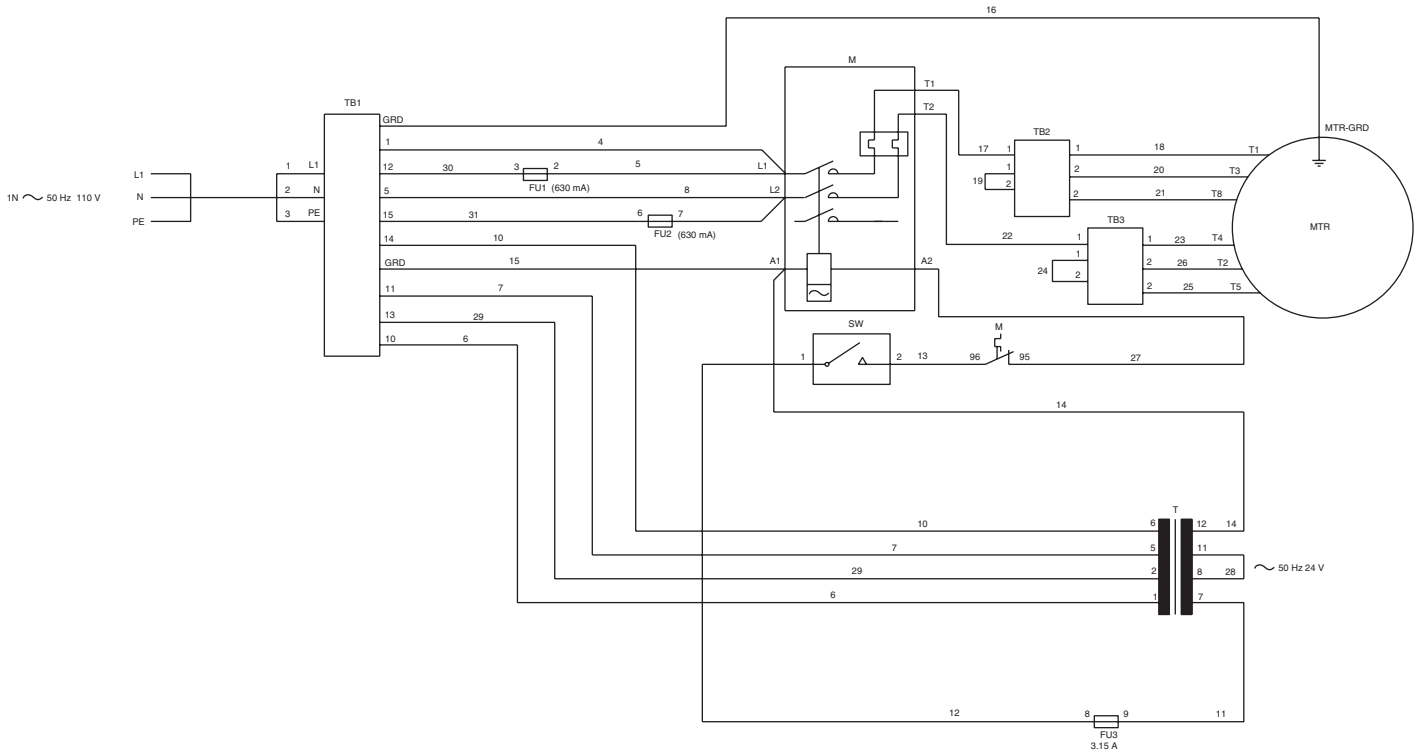 16
M
T1
TB1
T2
GRD
TB2
MTR-GRD
1
4
17
1
1
18
T1
1
L1
12
30
3
2
5
L1
1
2
20
T3
FU1 (630 mA)
19
2
L1
1N 50 Hz 110 V
N
2
N
5
8
L2
2
21
T8
PE
3
PE
15
31
6
7
FU2 (630 mA)
TB3
MTR
14
10
22
1
1
23
T4
1
GRD
15
A1
A2
24
2
2
26
T2
11
7
2
25
T5
13
29
SW
M
10
6
1
2
13
96
95
27
14
T
10
6
12
14
7
5
11
29
2
8
28
50 Hz 24 V
6
1
7
12
8
9
11
FU3
3.15 A